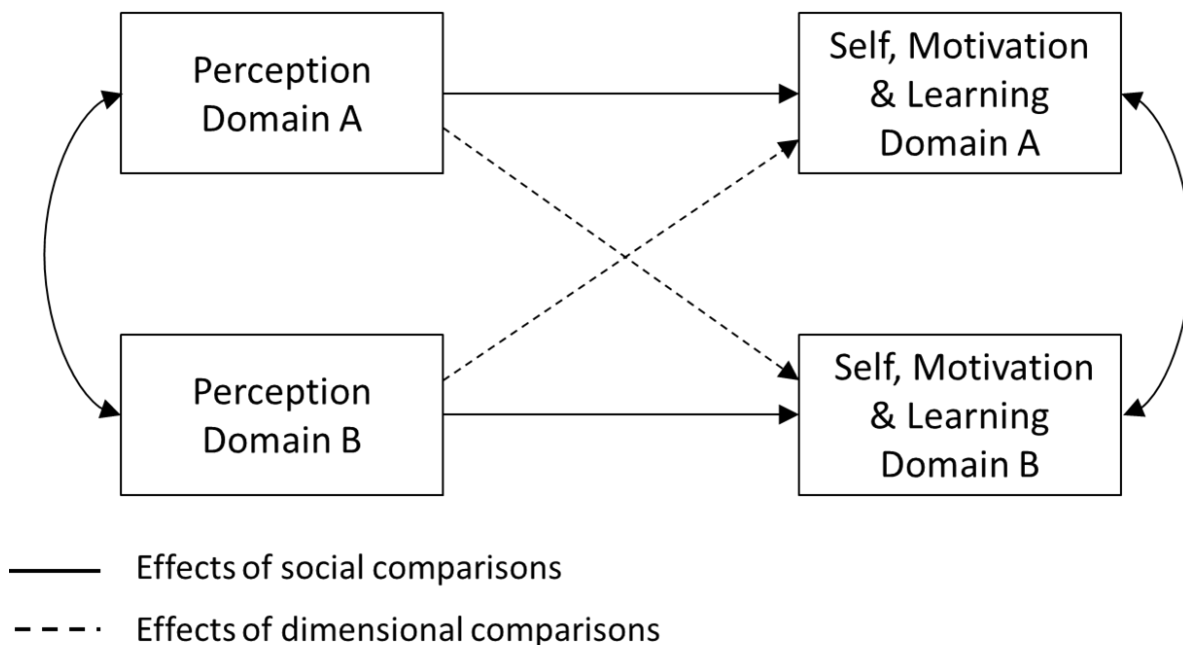 Perception
Domain A
Self, Motivation
& Learning
Domain A
Perception
Domain B
Self, Motivation
& Learning
Domain B
Effects of social comparisons
Effects of dimensional comparisons